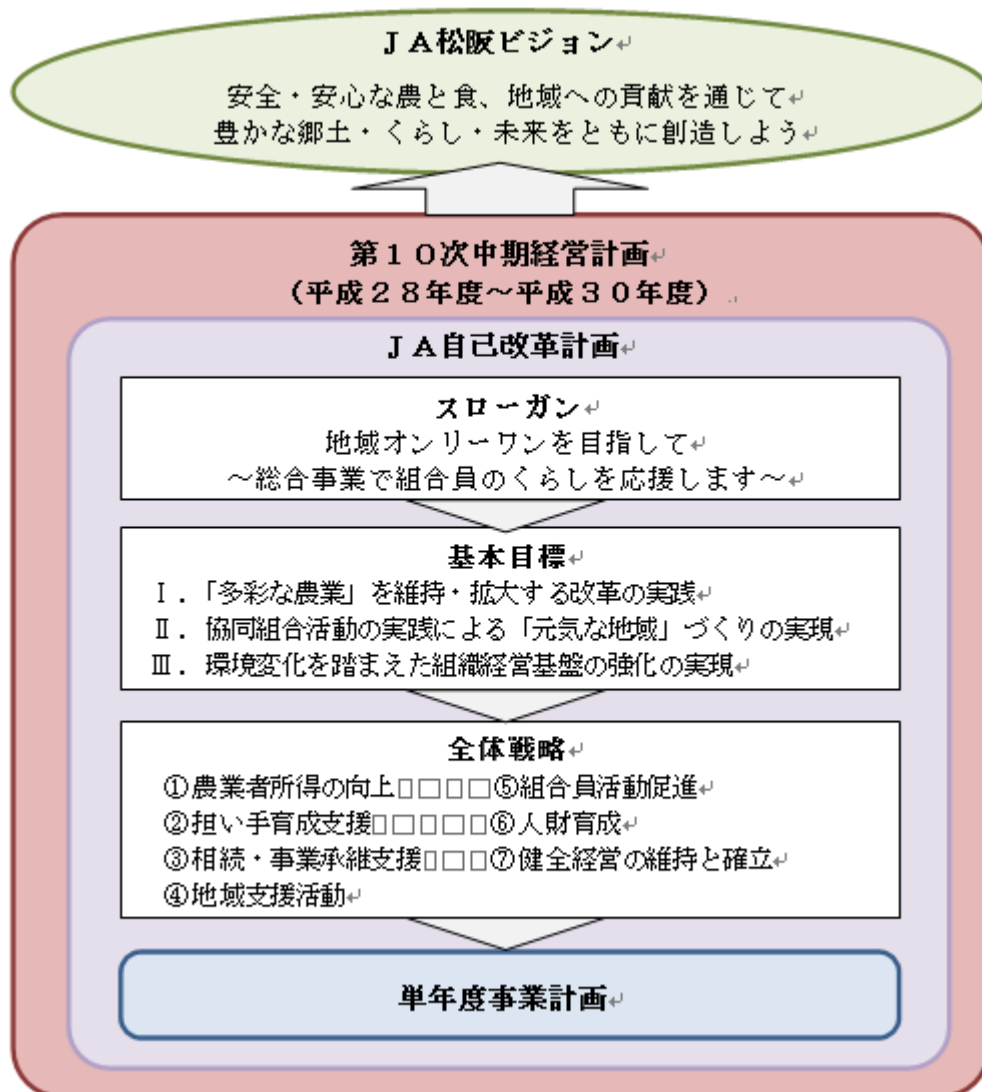 ＪＡ松阪ビジョン↵
安全・安心な農と食、地域への貢献を通じて↵
豊かな郷土・くらし・未来をともに創造しよう↵
第１０次中期経営計画↵
（平成２８年度～平成３０年度）
ＪＡ自己改革計画↵
スローガン↵
地域オンリーワンを目指して↵
～総合事業で組合員のくらしを応援します～↵
基本目標↵
Ⅰ．「多彩な農業」を維持・拡大する改革の実践↵
Ⅱ．協同組合活動の実践による「元気な地域」づくりの実現↵
Ⅲ．環境変化を踏まえた組織経営基盤の強化の実現↵
全体戦略↵
①農業者所得の向上□□□□⑤組合員活動促進↵
②担い手育成支援□□□□□⑥人財育成↵
③相続・事業承継支援□□□⑦健全経営の維持と確立↵
④地域支援活動↵
単年度事業計画↵